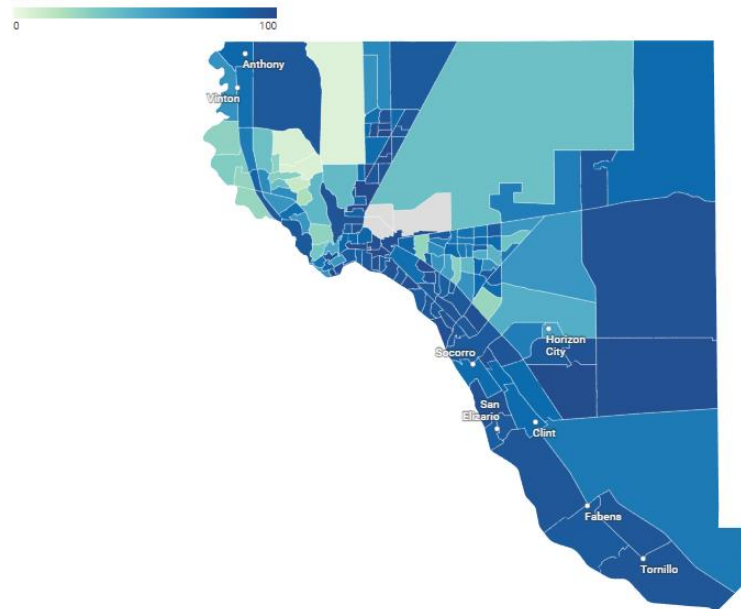 0 100
Anthony
Vinton
Horizon
City
Socorro
San
Elizario
Clint
Fabens
Tornillo